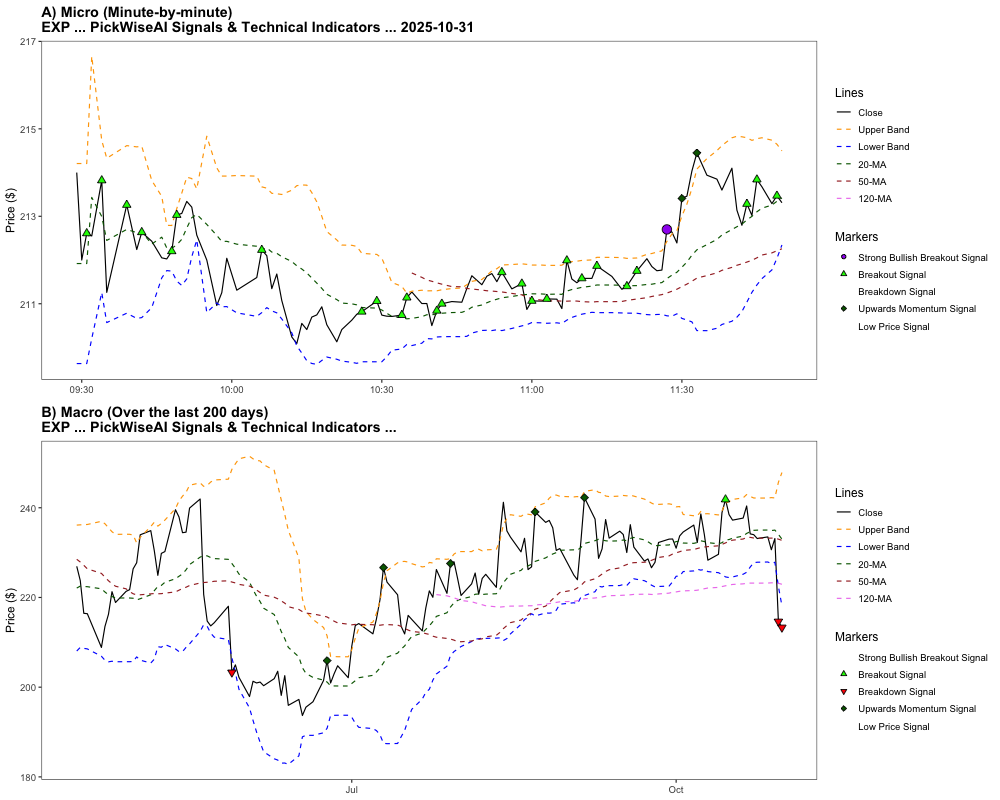 A) Micro (Minute-by-minute)
EXP ... PickWiseAI Signals & Technical Indicators ... 2025-10-31
Price ($)
217
215
213
211
09:30
10:00
10:30
11:00
11:30
Lines
Close
Upper Band
Lower Band
20-MA
50-MA
120-MA
Markers
Strong Bullish Breakout Signal
Breakout Signal
Breakdown Signal
Upwards Momentum Signal
Low Price Signal
B) Macro (Over the last 200 days)
EXP ... PickWiseAI Signals & Technical Indicators ...
Price ($)
240
220
200
180
Jul
Oct
Lines
Close
Upper Band
Lower Band
20-MA
50-MA
120-MA
Markers
Strong Bullish Breakout Signal
Breakout Signal
Breakdown Signal
Upwards Momentum Signal
Low Price Signal